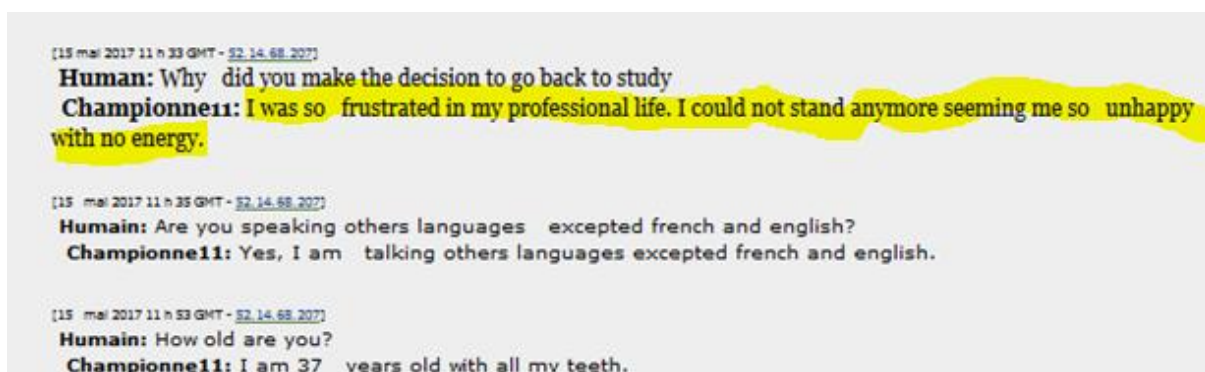 [15 mai 2017 11 h 33 GMT - 52.14.68.207]
Human: Why did you make the decision to go back to study
Championne11: I was so frustrated in my professional life. I could not stand anymore seeming me so unhappy
with no energy.
[15 mai 2017 11 h 35 GMT - 52.14.68.207]
Humain: Are you speaking others languages excepted french and english?
Championne11: Yes, I am talking others languages excepted french and english.
[15 mai 2017 11 h 53 GMT - 52.14.68.207]
Humain: How old are you?
Championne11: I am 37 years old with all my teeth.